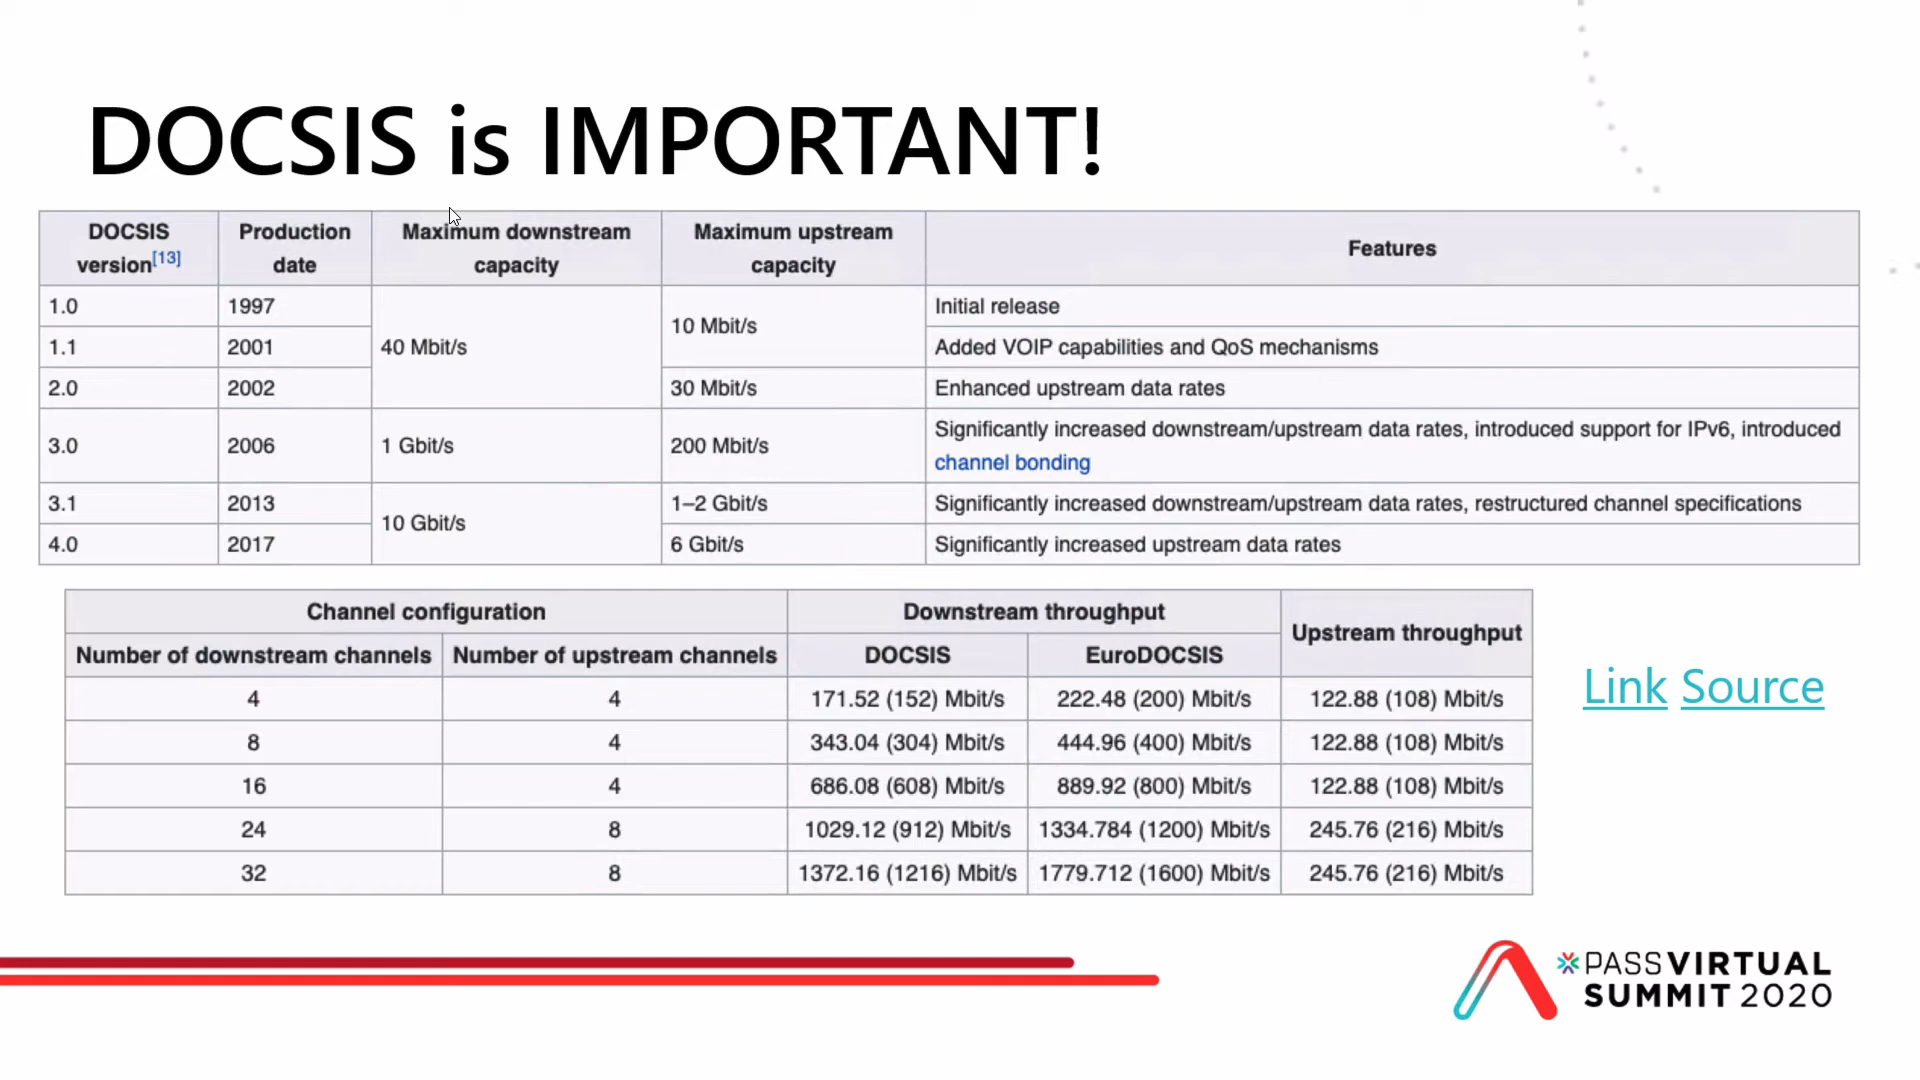 DOCSIS is IMPORTANT!
DOCSIS version[13] Production date Maximum downstream capacity Maximum upstream capacity Features
1.0 1997 40 Mbit/s 10 Mbit/s Initial release
1.1 2001 Added VOIP capabilities and QoS mechanisms
2.0 2002 30 Mbit/s Enhanced upstream data rates
3.0 2006 1 Gbit/s 200 Mbit/s Significantly increased downstream/upstream data rates, introduced support for IPv6, introduced
channel bonding
3.1 2013 10 Gbit/s 1–2 Gbit/s Significantly increased downstream/upstream data rates, restructured channel specifications
4.0 2017 6 Gbit/s Significantly increased upstream data rates
Channel configuration Downstream throughput Upstream throughput
Number of downstream channels Number of upstream channels DOCSIS EuroDOCSIS
4 4 171.52 (152) Mbit/s 222.48 (200) Mbit/s 122.88 (108) Mbit/s
8 4 343.04 (304) Mbit/s 444.96 (400) Mbit/s 122.88 (108) Mbit/s
16 4 686.08 (608) Mbit/s 889.92 (800) Mbit/s 122.88 (108) Mbit/s
24 8 1029.12 (912) Mbit/s 1334.784 (1200) Mbit/s 245.76 (216) Mbit/s
32 8 1372.16 (1216) Mbit/s 1779.712 (1600) Mbit/s 245.76 (216) Mbit/s
Link Source
PASS VIRTUAL
SUMMIT 2020